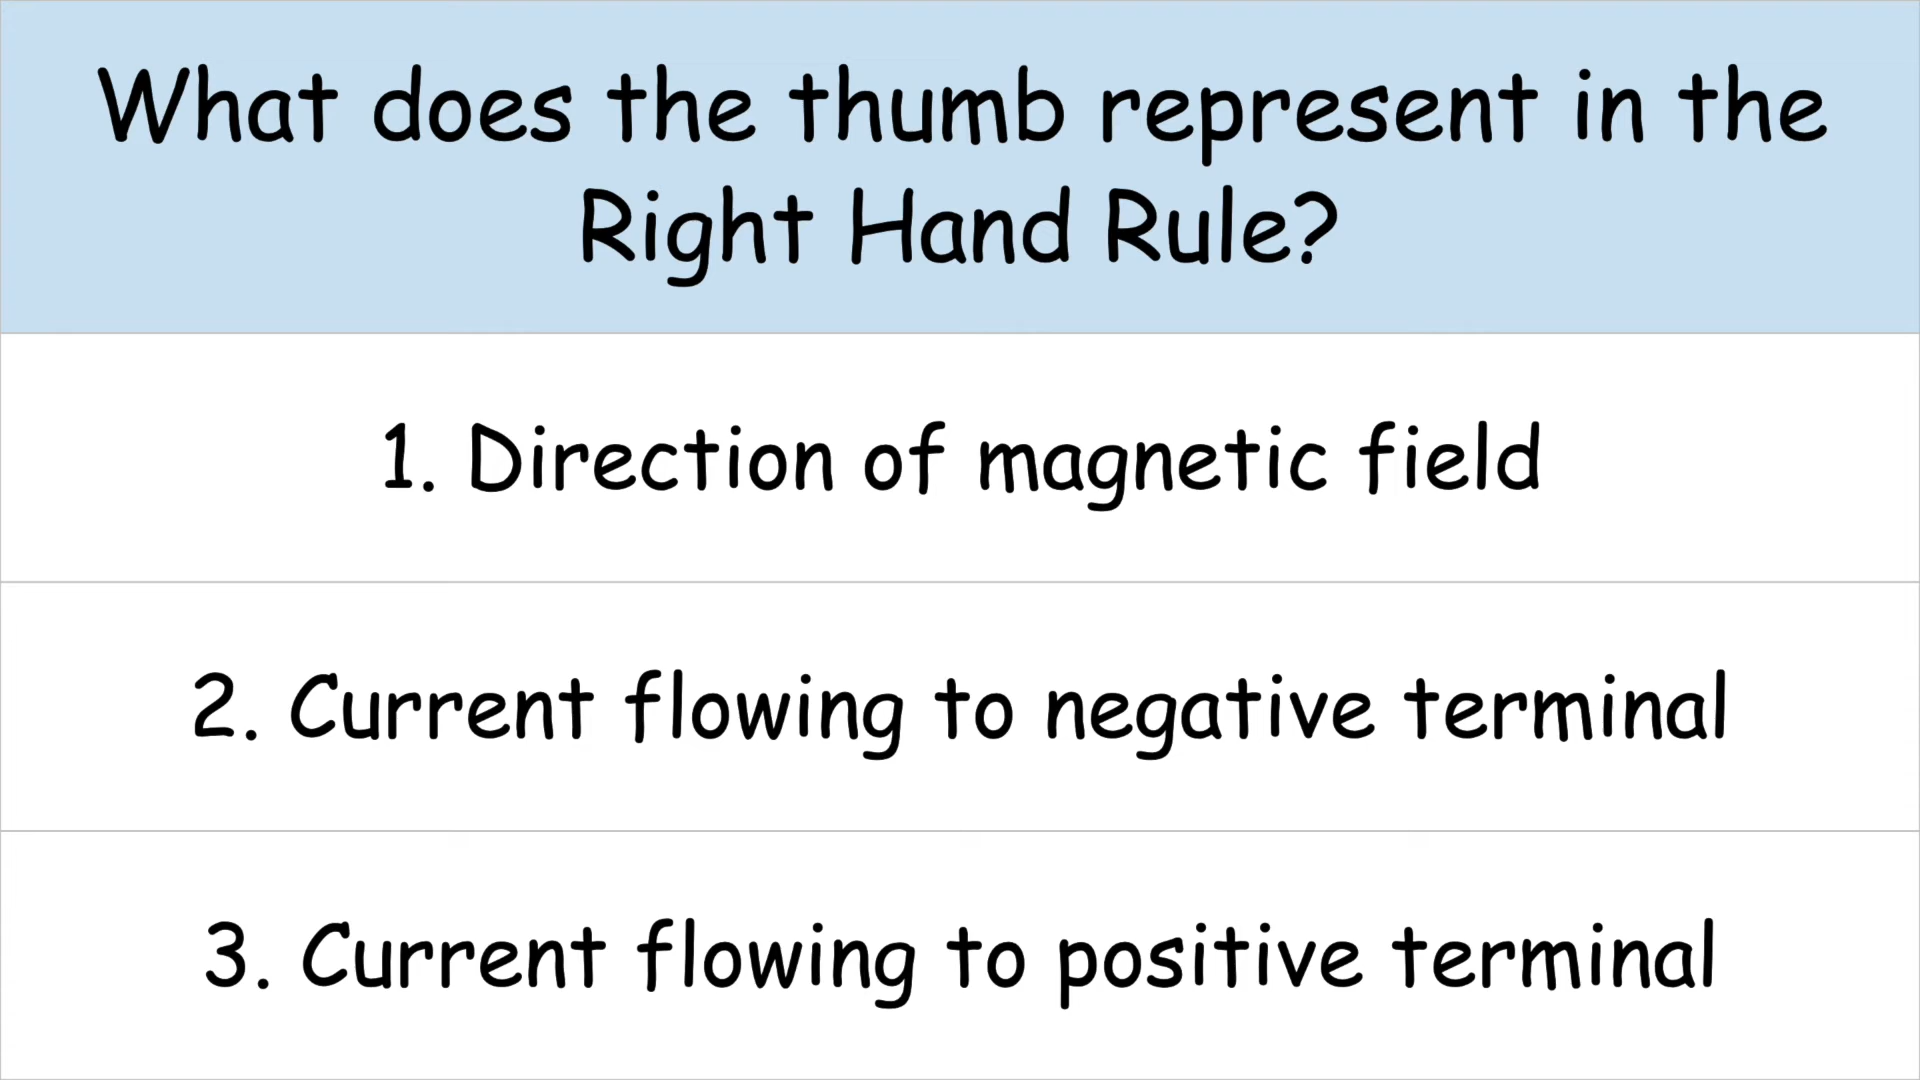 What does the thumb represent in the
Right Hand Rule?
1. Direction of magnetic field
2. Current flowing to negative terminal
3. Current flowing to positive terminal